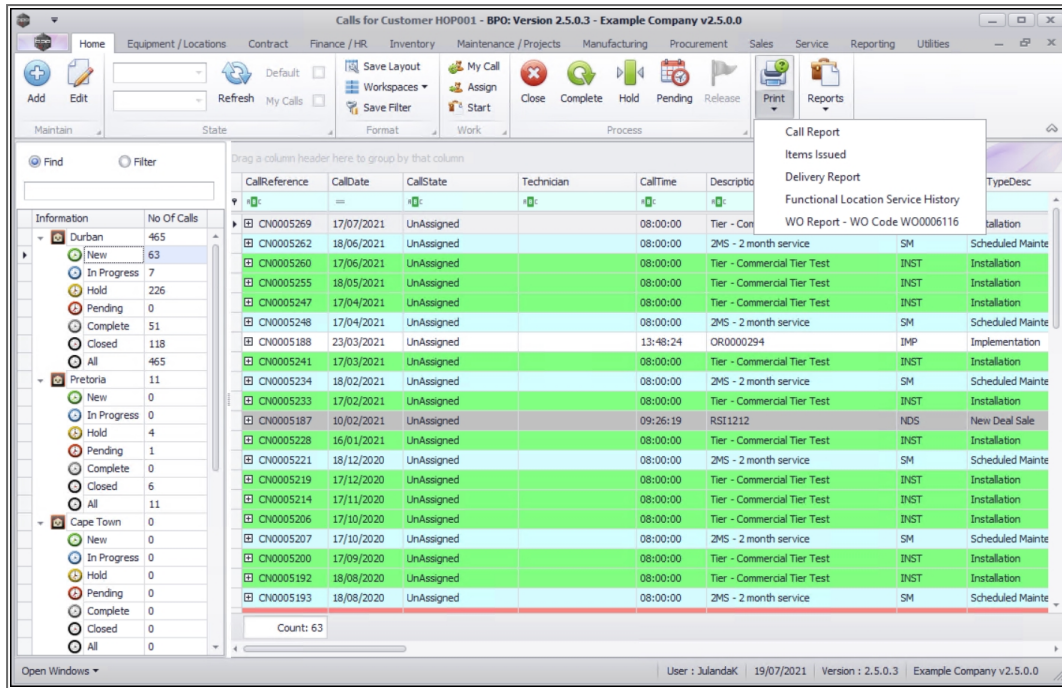 Calls for Customer HOP001 - BPO: Version 2.5.0.3 - Example Company v2.5.0.0
Home Equipment / Locations Contract Finance / HR Inventory Maintenance / Projects Manufacturing Procurement Sales Service Reporting Utilities
Add Edit Refresh Default My Calls Save Layout Workspaces Save Filter My Call Assign Start Close Complete Hold Pending Release Print Reports
Maintain State Format Work Process
Call Report
Items Issued
Delivery Report
Functional Location Service History
WO Report - WO Code WO0006116
Find Filter
Drag a column header here to group by that column
Information No Of Calls
Durban 465
New 63
In Progress 7
Hold 226
Pending 0
Complete 51
Closed 118
All 465
Pretoria 11
New 0
In Progress 0
Hold 4
Pending 1
Complete 0
Closed 6
All 11
Cape Town 0
New 0
In Progress 0
Hold 0
Pending 0
Complete 0
Closed 0
All 0
CallReference CallDate CallState Technician CallTime Descriptio TypeDesc
CN0005269 17/07/2021 UnAssigned 08:00:00 Tier - Con tallation
CN0005262 18/06/2021 UnAssigned 08:00:00 2MS - 2 month service SM Scheduled Mainte
CN0005260 17/06/2021 UnAssigned 08:00:00 Tier - Commercial Tier Test INST Installation
CN0005255 18/05/2021 UnAssigned 08:00:00 Tier - Commercial Tier Test INST Installation
CN0005247 17/04/2021 UnAssigned 08:00:00 Tier - Commercial Tier Test INST Installation
CN0005248 17/04/2021 UnAssigned 08:00:00 2MS - 2 month service SM Scheduled Mainte
CN0005188 23/03/2021 UnAssigned 13:48:24 OR0000294 IMP Implementation
CN0005241 17/03/2021 UnAssigned 08:00:00 Tier - Commercial Tier Test INST Installation
CN0005234 18/02/2021 UnAssigned 08:00:00 2MS - 2 month service SM Scheduled Mainte
CN0005233 17/02/2021 UnAssigned 08:00:00 Tier - Commercial Tier Test INST Installation
CN0005187 10/02/2021 UnAssigned 09:26:19 RSI1212 NDS New Deal Sale
CN0005228 16/01/2021 UnAssigned 08:00:00 Tier - Commercial Tier Test INST Installation
CN0005221 18/12/2020 UnAssigned 08:00:00 2MS - 2 month service SM Scheduled Mainte
CN0005219 17/12/2020 UnAssigned 08:00:00 Tier - Commercial Tier Test INST Installation
CN0005214 17/11/2020 UnAssigned 08:00:00 Tier - Commercial Tier Test INST Installation
CN0005206 17/10/2020 UnAssigned 08:00:00 Tier - Commercial Tier Test INST Installation
CN0005207 17/10/2020 UnAssigned 08:00:00 2MS - 2 month service SM Scheduled Mainte
CN0005200 17/09/2020 UnAssigned 08:00:00 Tier - Commercial Tier Test INST Installation
CN0005192 18/08/2020 UnAssigned 08:00:00 Tier - Commercial Tier Test INST Installation
CN0005193 18/08/2020 UnAssigned 08:00:00 2MS - 2 month service SM Scheduled Mainte
Count: 63
Open Windows User : JulandaK 19/07/2021 Version : 2.5.0.3 Example Company v2.5.0.0